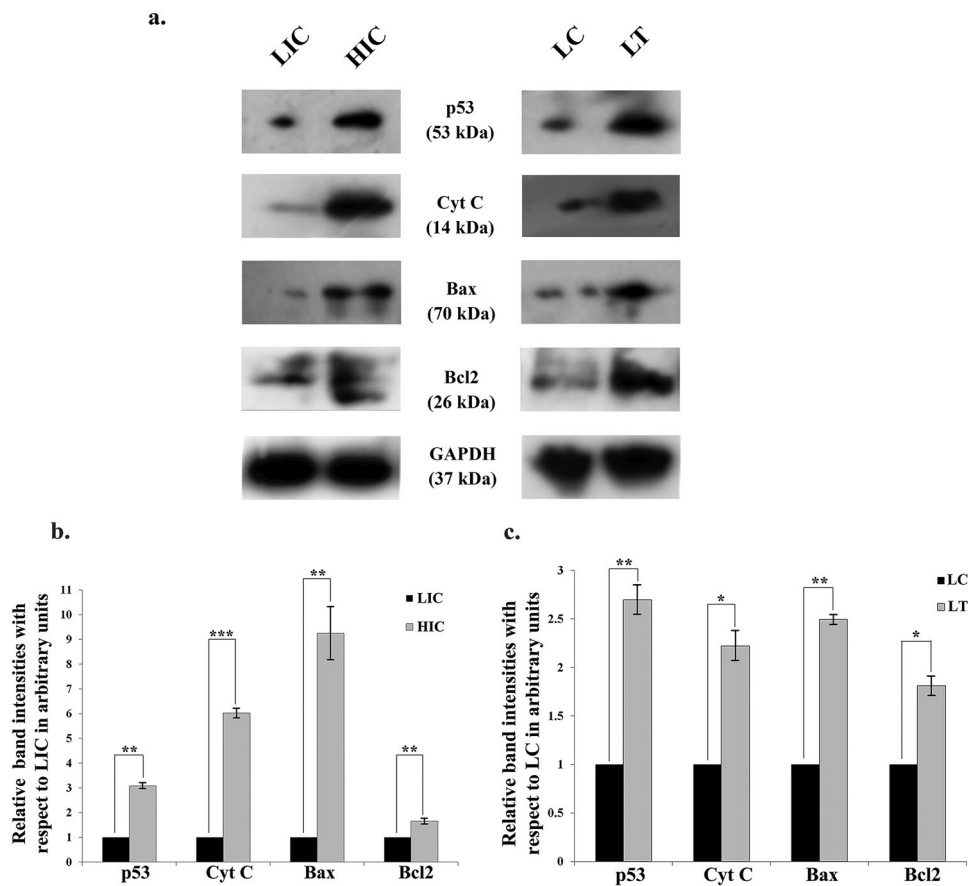 a.
LIC HIC LC LT
p53
(53 kDa)
Cyt C
(14 kDa)
Bax
(70 kDa)
Bcl2
(26 kDa)
GAPDH
(37 kDa)
b.
Relative band intensities with
respect to LIC in arbitrary units
11
10
9
8
7
6
5
4
3
2
1
0
**
***
**
**
LIC
HIC
p53 Cyt C Bax Bcl2
c.
Relative band intensities with
respect to LC in arbitrary units
3
2.5
2
1.5
1
0.5
0
**
*
**
*
LC
LT
p53 Cyt C Bax Bcl2